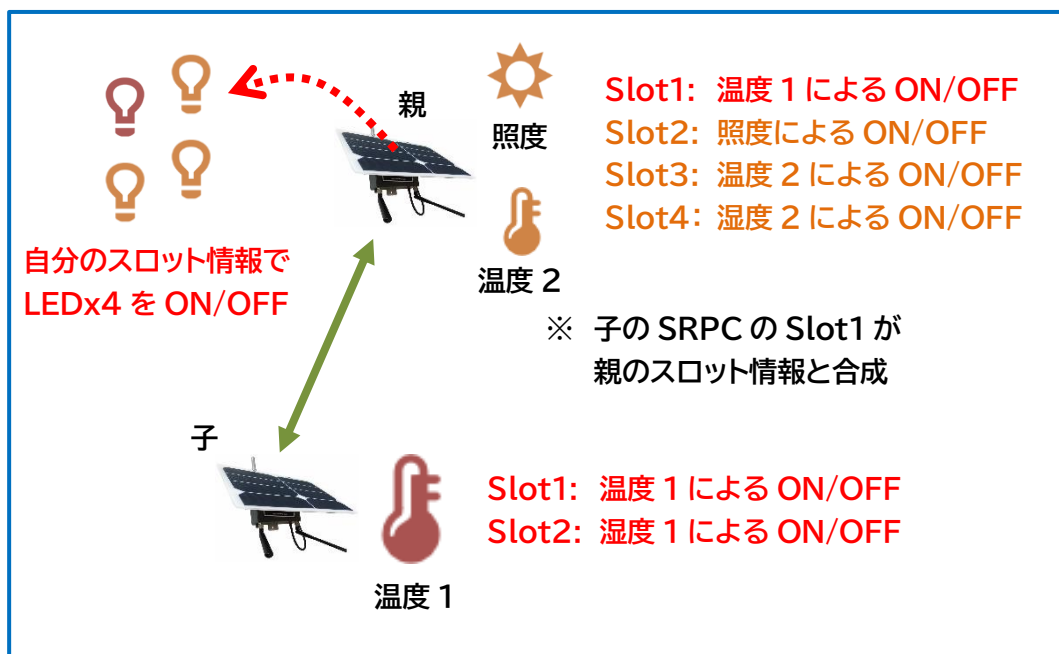 親
照度
Slot1: 温度 1 による ON/OFF
Slot2: 照度による ON/OFF
Slot3: 温度 2 による ON/OFF
Slot4: 湿度 2 による ON/OFF
自分のスロット情報で
LEDx4 を ON/OFF
温度 2
※ 子の SRPC の Slot1 が
親のスロット情報と合成
子
Slot1: 温度 1 による ON/OFF
Slot2: 湿度 1 による ON/OFF
温度 1